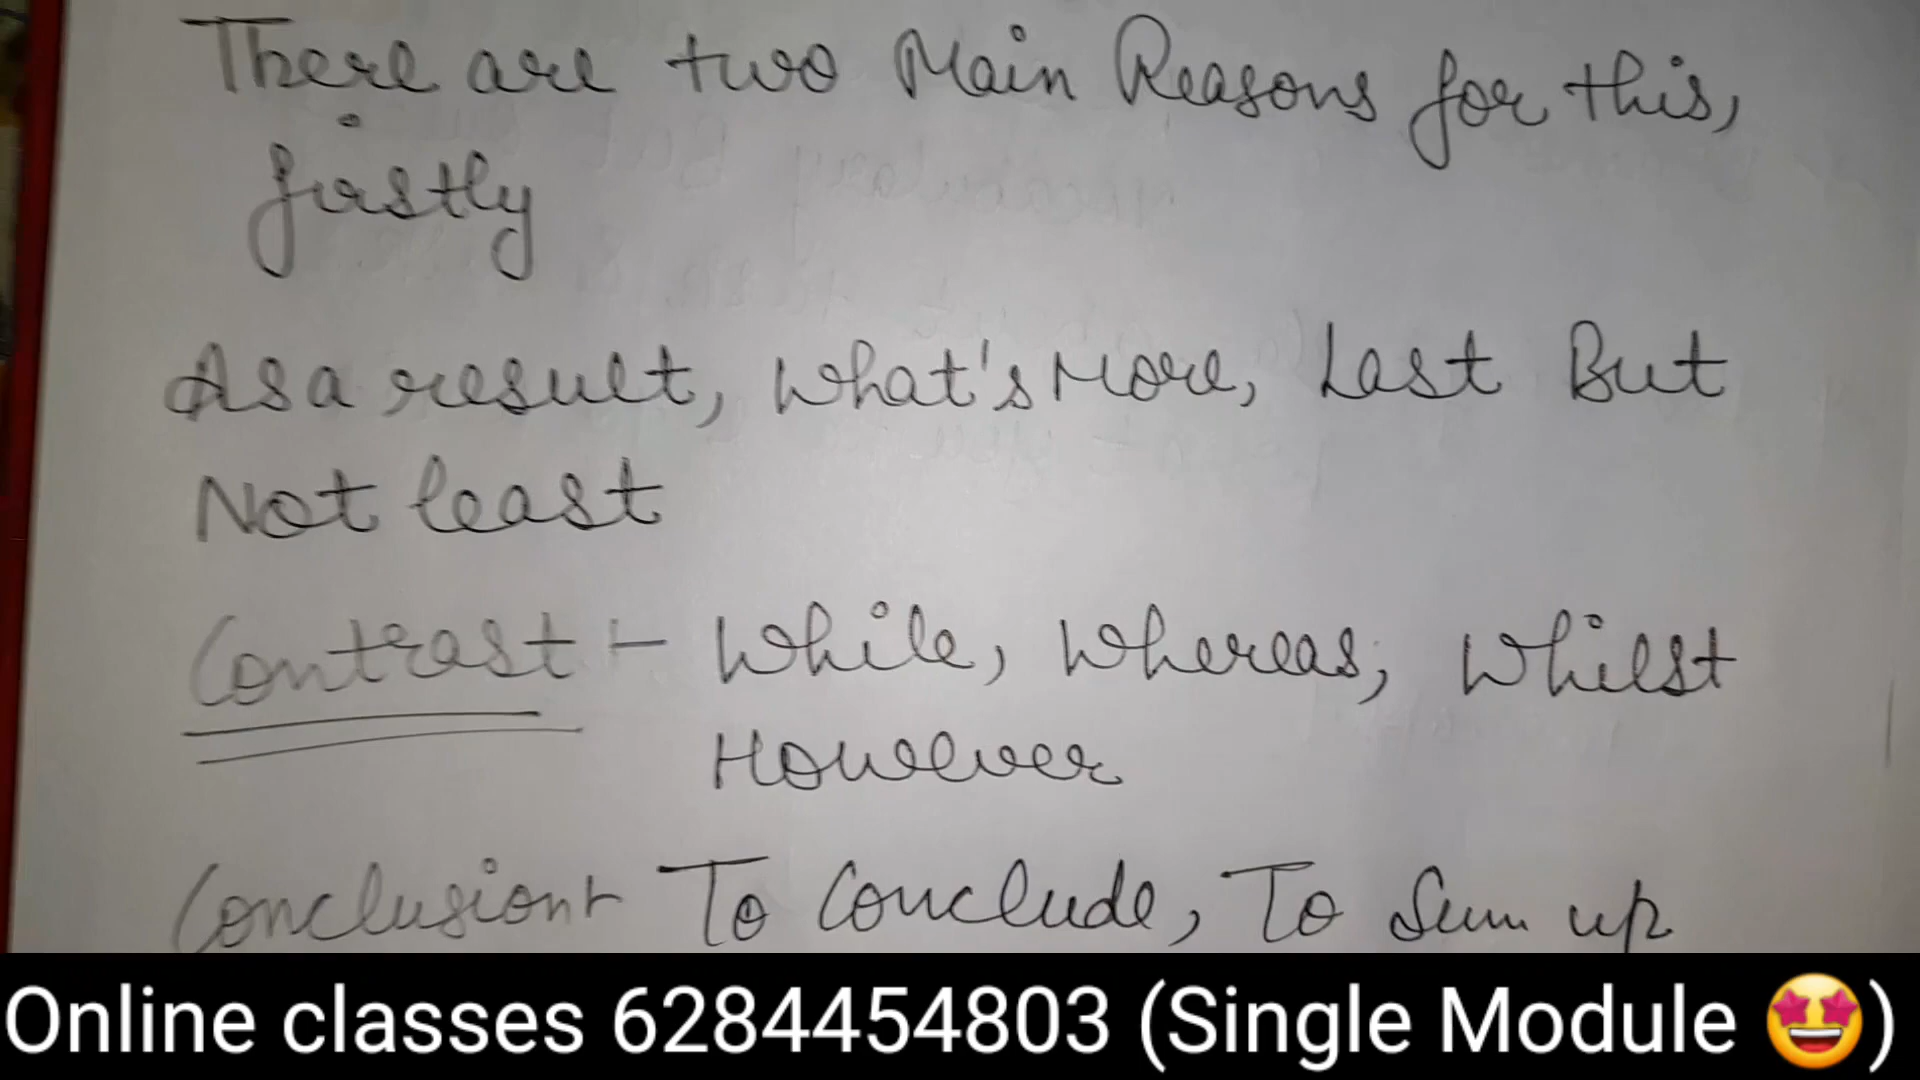 There are two Main Reasons for this,
firstly
As a result, What's More, Last But
Not least
Contrast :- While, Whereas, Whilst
However
Conclusion :- To Conclude, To Sum up
Online classes 6284454803 (Single Module 🤩)